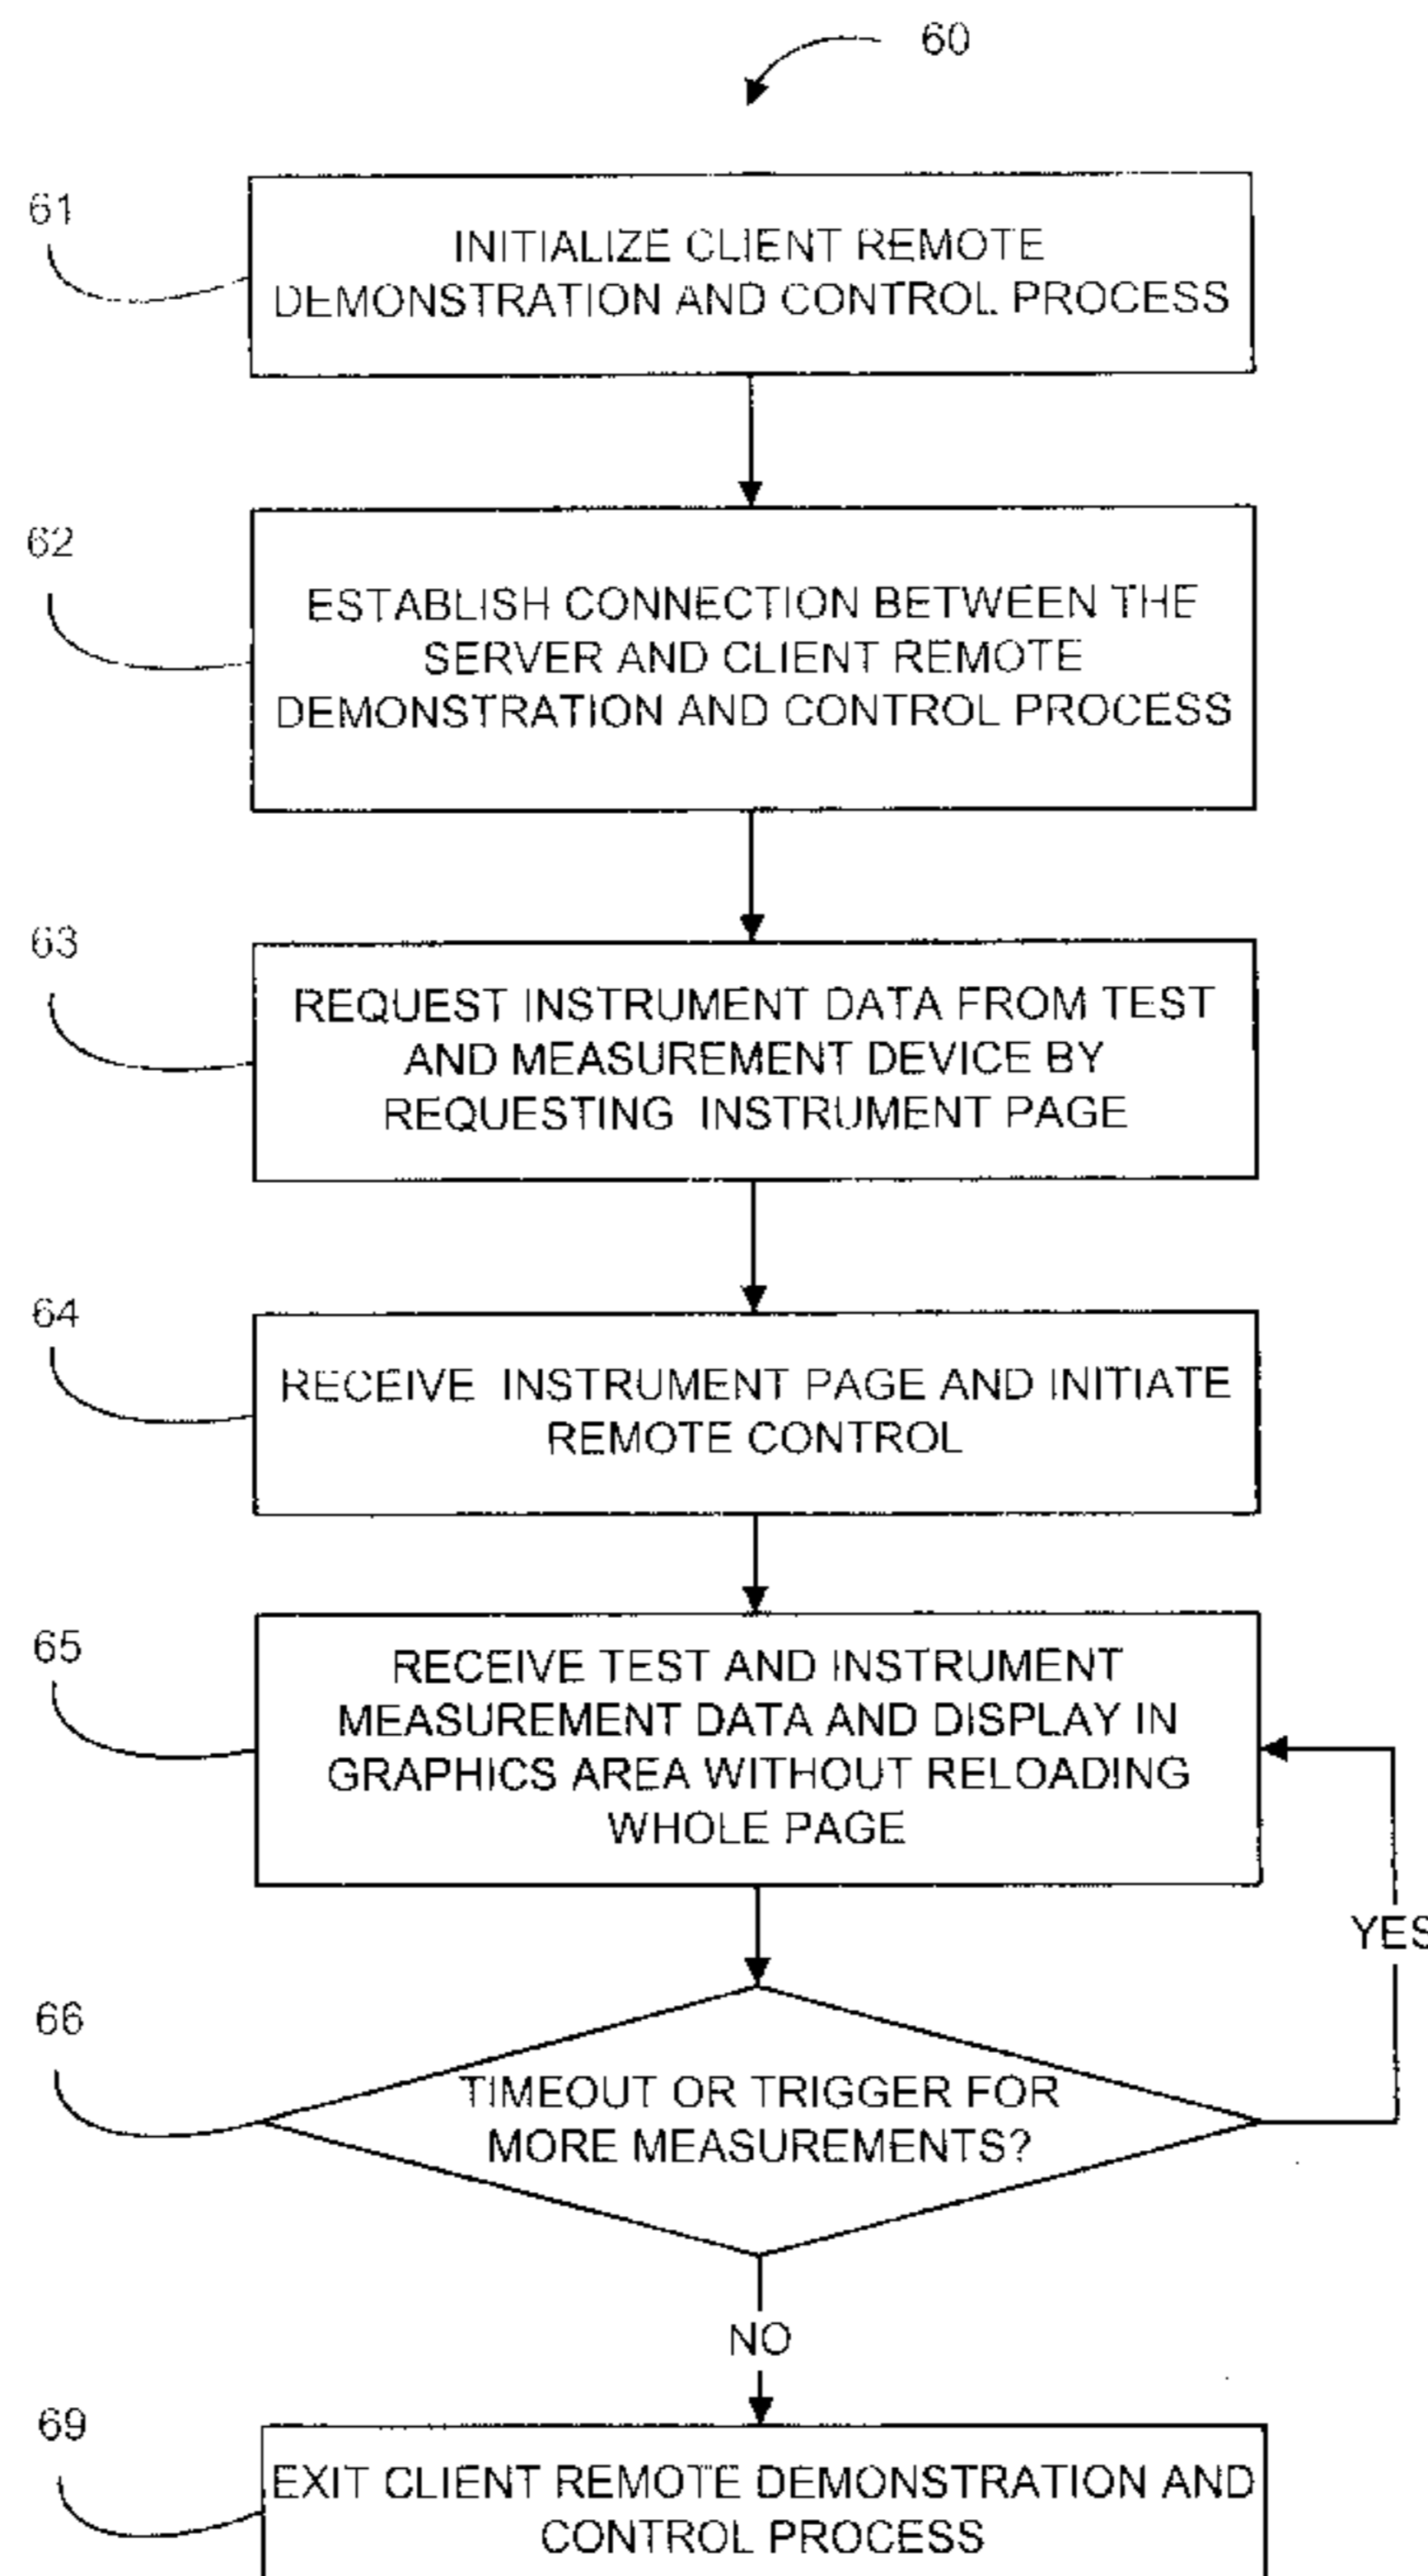 60
61
INITIALIZE CLIENT REMOTE
DEMONSTRATION AND CONTROL PROCESS
62
ESTABLISH CONNECTION BETWEEN THE
SERVER AND CLIENT REMOTE
DEMONSTRATION AND CONTROL PROCESS
63
REQUEST INSTRUMENT DATA FROM TEST
AND MEASUREMENT DEVICE BY
REQUESTING INSTRUMENT PAGE
64
RECEIVE INSTRUMENT PAGE AND INITIATE
REMOTE CONTROL
65
RECEIVE TEST AND INSTRUMENT
MEASUREMENT DATA AND DISPLAY IN
GRAPHICS AREA WITHOUT RELOADING
WHOLE PAGE
YES
66
TIMEOUT OR TRIGGER FOR
MORE MEASUREMENTS?
NO
69
EXIT CLIENT REMOTE DEMONSTRATION AND
CONTROL PROCESS